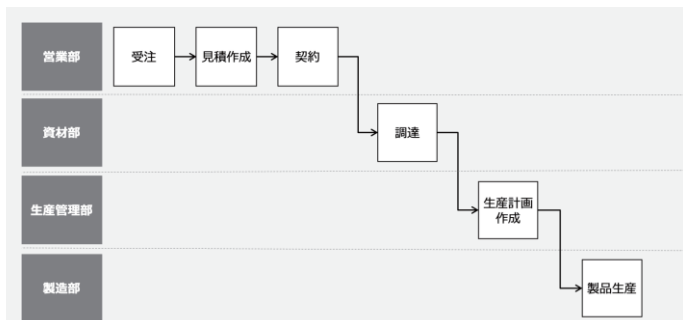 営業部
受注
見積作成
契約
資材部
調達
生産管理部
生産計画
作成
製造部
製品生産